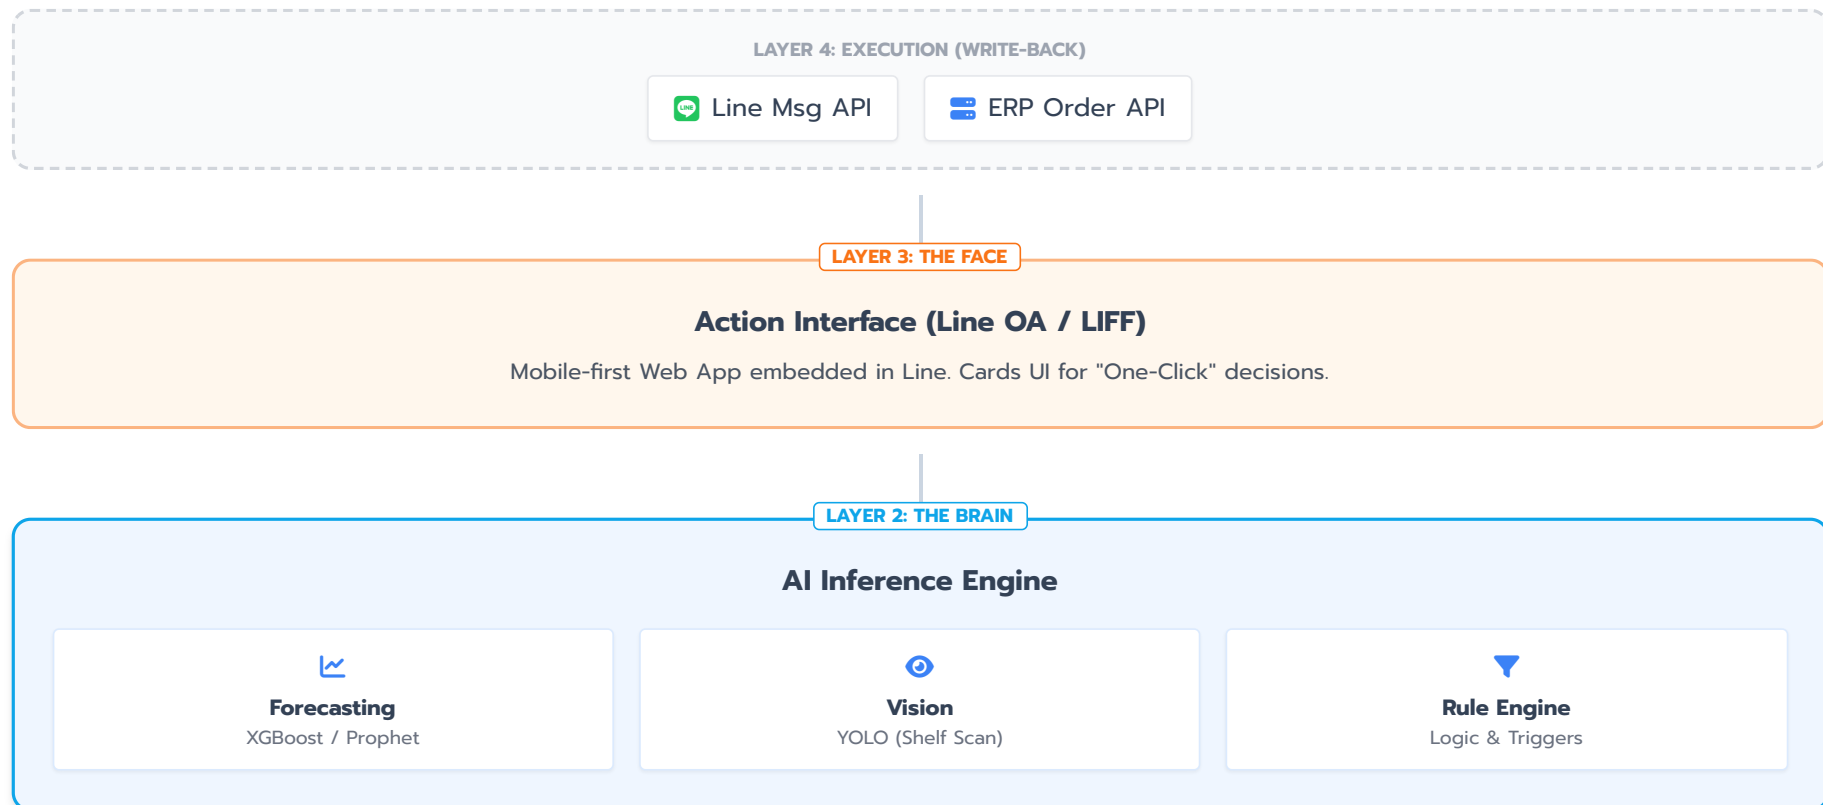 LAYER 4: EXECUTION (WRITE-BACK)
LINE
Line Msg API
ERP Order API
LAYER 3: THE FACE
Action Interface (Line OA / LIFF)
Mobile-first Web App embedded in Line. Cards UI for "One-Click" decisions.
LAYER 2: THE BRAIN
AI Inference Engine
Forecasting
XGBoost / Prophet
Vision
YOLO (Shelf Scan)
Rule Engine
Logic & Triggers